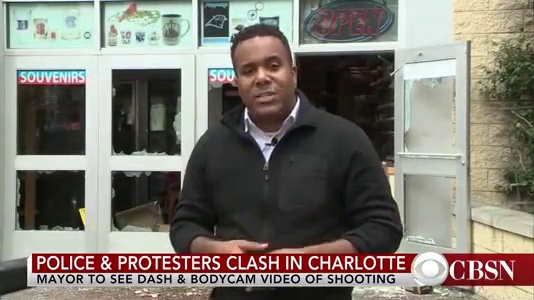 OPEN
SOUVENIRS
SOU
POLICE & PROTESTERS CLASH IN CHARLOTTE
MAYOR TO SEE DASH & BODYCAM VIDEO OF SHOOTING
CBSN